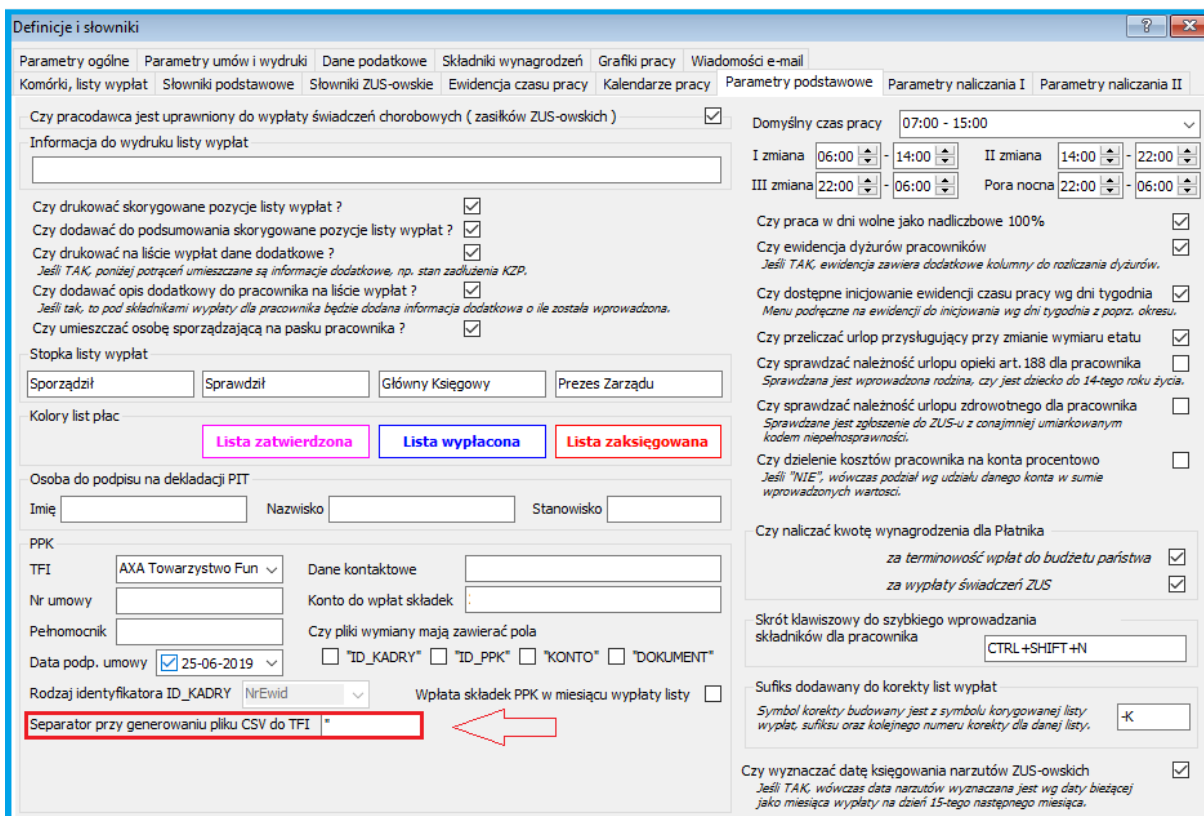 Definicje i słowniki
Parametry ogólne Parametry umów i wydruki Dane podatkowe Składniki wynagrodzeń Grafiki pracy Wiadomości e-mail
Komórki, listy wypłat Słowniki podstawowe Słowniki ZUS-owskie Ewidencja czasu pracy Kalendarze pracy Parametry podstawowe Parametry naliczania I Parametry naliczania II
Czy pracodawca jest uprawniony do wypłaty świadczeń chorobowych ( zasiłków ZUS-owskich )
Informacja do wydruku listy wypłat
Czy drukować skorygowane pozycje listy wypłat ?
Czy dodawać do podsumowania skorygowane pozycje listy wypłat ?
Czy drukować na liście wypłat dane dodatkowe ?
Jeśli TAK, poniżej potrąceń umieszczane są informacje dodatkowe, np. stan zadłużenia KZP.
Czy dodawać opis dodatkowy do pracownika na liście wypłat ?
Jeśli tak, to pod składnikami wypłaty dla pracownika będzie dodana informacja dodatkowa o ile została wprowadzona.
Czy umieszczać osobę sporządzającą na pasku pracownika ?
Stopka listy wypłat
Sporządził Sprawdził Główny Księgowy Prezes Zarządu
Kolory list płac
Lista zatwierdzona Lista wypłacona Lista zaksięgowana
Osoba do podpisu na dekladacji PIT
Imię Nazwisko Stanowisko
PPK
TFI AXA Towarzystwo Fun Dane kontaktowe
Nr umowy Konto do wpłat składek
Pełnomocnik Czy pliki wymiany mają zawierać pola
Data podp. umowy 25-06-2019 "ID_KADRY" "ID_PPK" "KONTO" "DOKUMENT"
Rodzaj identyfikatora ID_KADRY NrEwid Wpłata składek PPK w miesiącu wypłaty listy
Separator przy generowaniu pliku CSV do TFI "
Domyślny czas pracy 07:00 - 15:00
I zmiana 06:00 - 14:00 II zmiana 14:00 - 22:00
III zmiana 22:00 - 06:00 Pora nocna 22:00 - 06:00
Czy praca w dni wolne jako nadliczbowe 100%
Czy ewidencja dyżurów pracowników
Jeśli TAK, ewidencja zawiera dodatkowe kolumny do rozliczania dyżurów.
Czy dostępne inicjowanie ewidencji czasu pracy wg dni tygodnia
Menu podręczne na ewidencji do inicjowania wg dni tygodnia z poprz. okresu.
Czy przeliczać urlop przysługujący przy zmianie wymiaru etatu
Czy sprawdzać należność urlopu opieki art. 188 dla pracownika
Sprawdzana jest wprowadzona rodzina, czy jest dziecko do 14-tego roku życia.
Czy sprawdzać należność urlopu zdrowotnego dla pracownika
Sprawdzane jest zgłoszenie do ZUS-u z conajmniej umiarkowanym
kodem niepełnosprawności.
Czy dzielenie kosztów pracownika na konta procentowo
Jeśli "NIE", wówczas podział wg udziału danego konta w sumie
wprowadzonych wartosci.
Czy naliczać kwotę wynagrodzenia dla Płatnika
za terminowość wpłat do budżetu państwa
za wypłaty świadczeń ZUS
Skrót klawiszowy do szybkiego wprowadzania
składników dla pracownika CTRL+SHIFT+N
Sufiks dodawany do korekty list wypłat
Symbol korekty budowany jest z symbolu korygowanej listy
wypłat, sufiksu oraz kolejnego numeru korekty dla danej listy. -K
Czy wyznaczać datę księgowania narzutów ZUS-owskich
Jeśli TAK, wówczas data narzutów wyznaczana jest wg daty bieżącej
jako miesiąca wypłaty na dzień 15-tego następnego miesiąca.